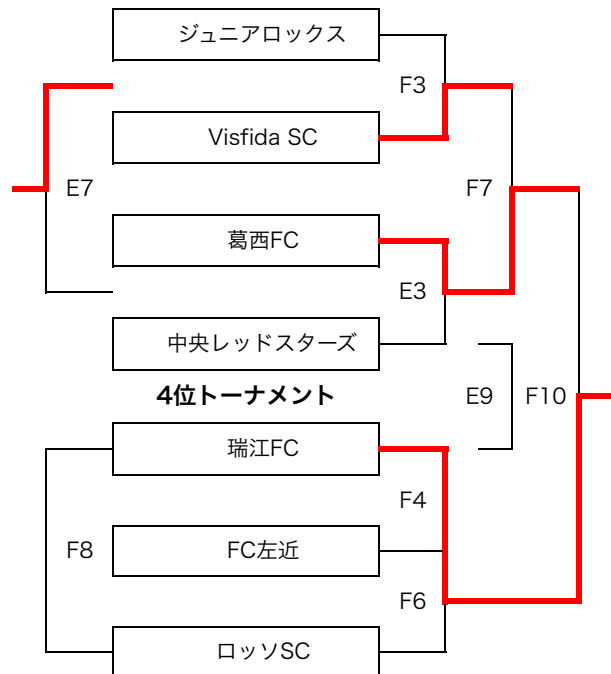 ジュニアロックス
F3
Visfida SC
E7
F7
葛西FC
E3
中央レッドスターズ
4位トーナメント
E9
F10
瑞江FC
F4
F8
FC左近
F6
ロッソSC